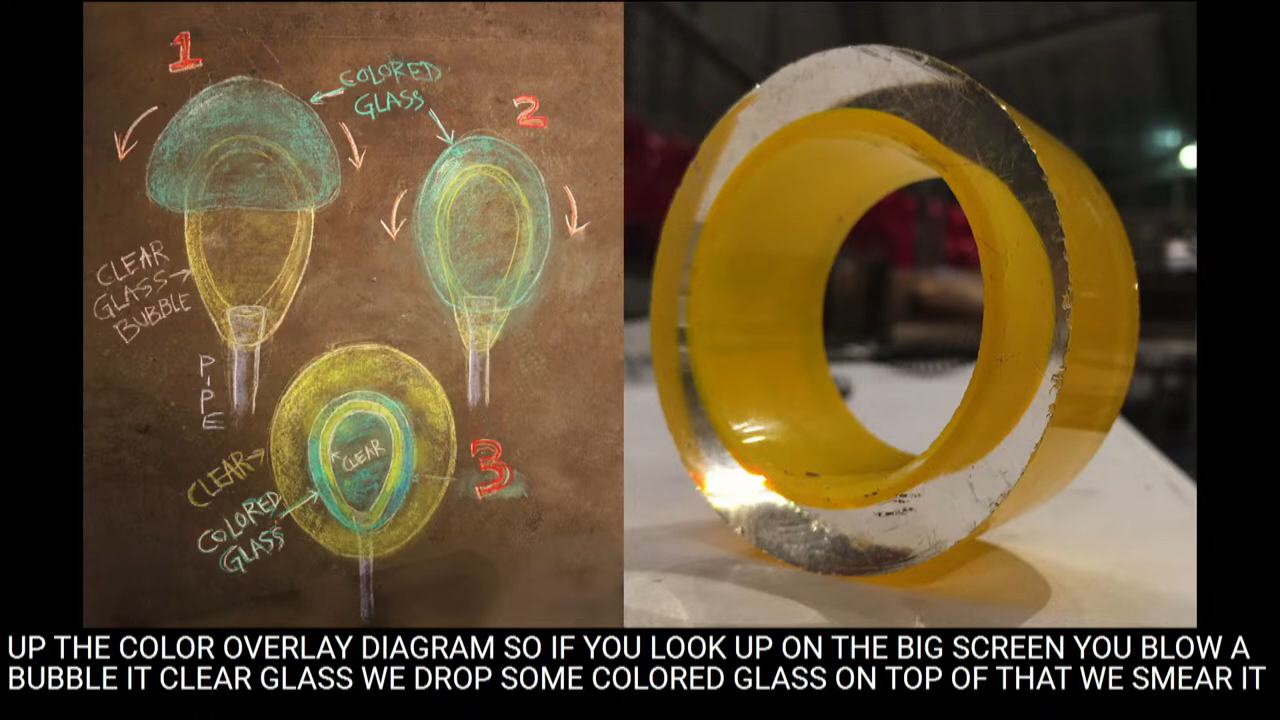 1
COLORED
GLASS
2
CLEAR
GLASS
BUBBLE
PIPE
CLEAR
CLEAR
3
COLORED
GLASS
UP THE COLOR OVERLAY DIAGRAM SO IF YOU LOOK UP ON THE BIG SCREEN YOU BLOW A
BUBBLE IT CLEAR GLASS WE DROP SOME COLORED GLASS ON TOP OF THAT WE SMEAR IT